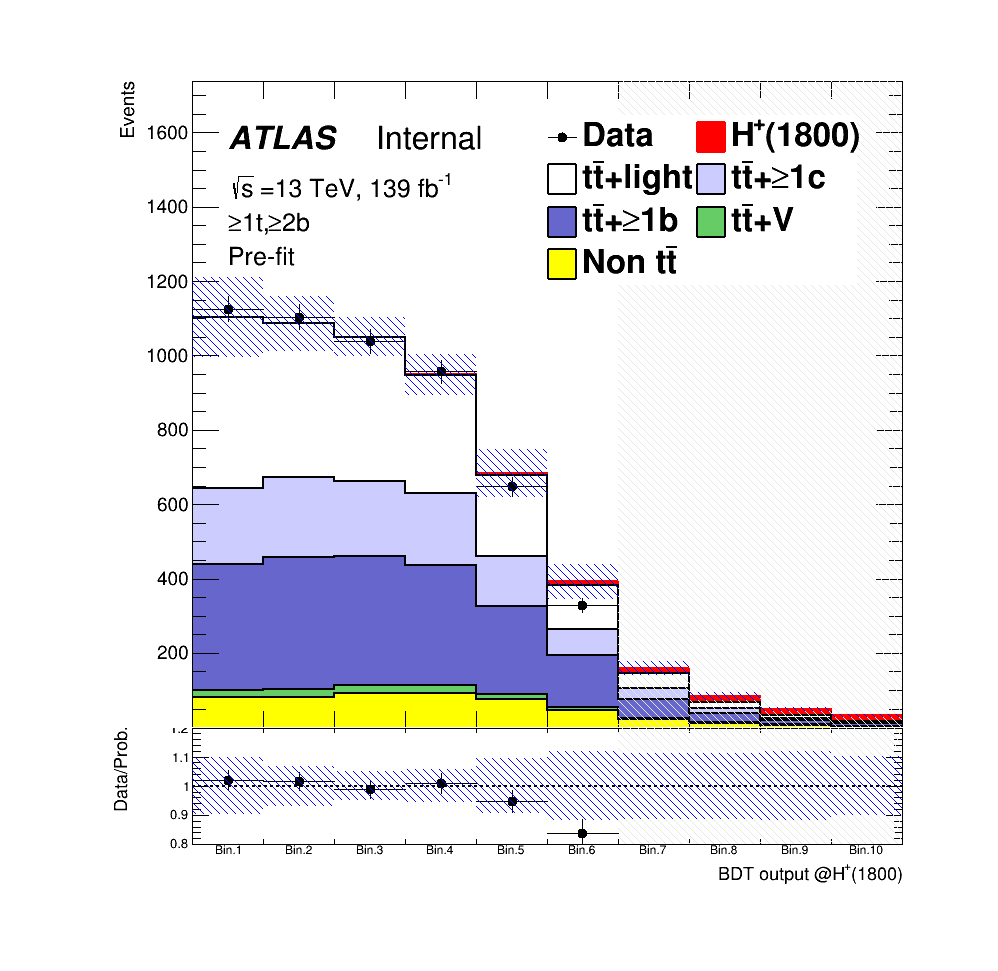 Events
1600
1400
1200
1000
800
600
400
200
ATLAS Internal
√s =13 TeV, 139 fb⁻¹
≥1t,≥2b
Pre-fit
Data
H⁺(1800)
tt̄+light
tt̄+≥1c
tt̄+≥1b
tt̄+V
Non tt̄
Data/Prob.
1.2
1.1
1
0.9
0.8
Bin.1 Bin.2 Bin.3 Bin.4 Bin.5 Bin.6 Bin.7 Bin.8 Bin.9 Bin.10
BDT output @H⁺(1800)